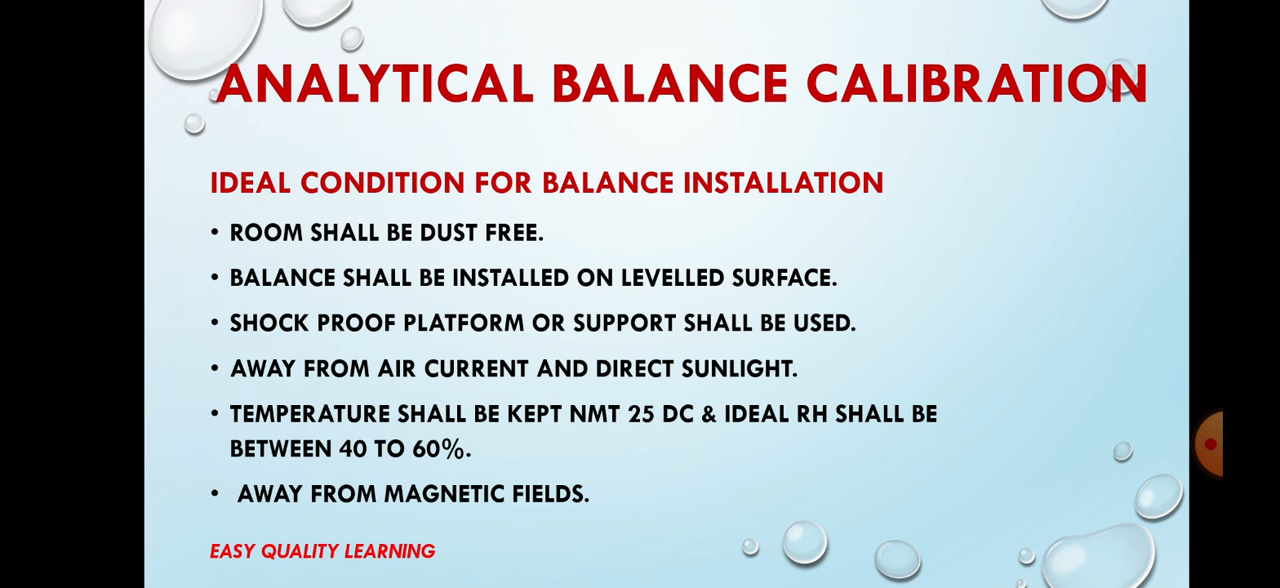 ANALYTICAL BALANCE CALIBRATION
IDEAL CONDITION FOR BALANCE INSTALLATION
• ROOM SHALL BE DUST FREE.
• BALANCE SHALL BE INSTALLED ON LEVELLED SURFACE.
• SHOCK PROOF PLATFORM OR SUPPORT SHALL BE USED.
• AWAY FROM AIR CURRENT AND DIRECT SUNLIGHT.
• TEMPERATURE SHALL BE KEPT NMT 25 DC & IDEAL RH SHALL BE
BETWEEN 40 TO 60%.
• AWAY FROM MAGNETIC FIELDS.
EASY QUALITY LEARNING